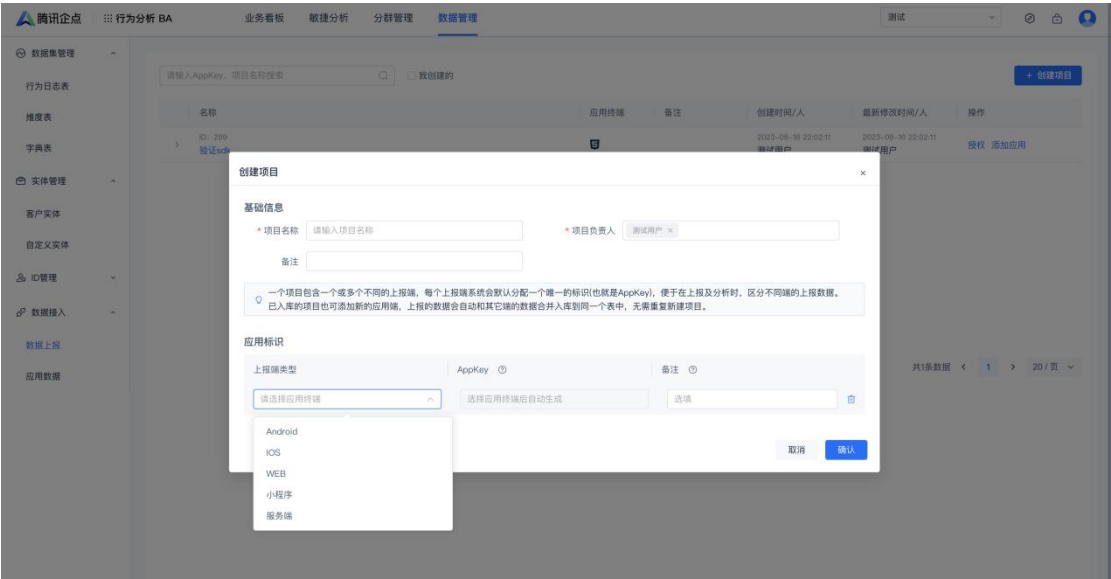 腾讯企点 行为分析 BA 业务看板 敏捷分析 分群管理 数据管理 测试
数据集管理
行为日志表
维度表
字典表
实体管理
客户实体
自定义实体
ID管理
数据接入
数据上报
应用数据
请输入AppKey、项目名称搜索 我创建的 + 创建项目
名称 应用终端 备注 创建时间/人 最新修改时间/人 操作
ID: 299 2023-08-16 22:02:11 2023-08-16 22:02:11
验证sdk 测试用户 测试用户 授权 添加应用
创建项目 ×
基础信息
* 项目名称 请输入项目名称 * 项目负责人 测试用户 ×
备注
一个项目包含一个或多个不同的上报端，每个上报端系统会默认分配一个唯一的标识(也就是AppKey)，便于在上报及分析时，区分不同端的上报数据。
已入库的项目也可添加新的应用端，上报的数据会自动和其它端的数据合并入库到同一个表中，无需重复新建项目。
应用标识
上报端类型 AppKey 备注
请选择应用终端 选择应用终端后自动生成 选填
Android
IOS
WEB
小程序
服务端
取消 确认
共1条数据 < 1 > 20 / 页